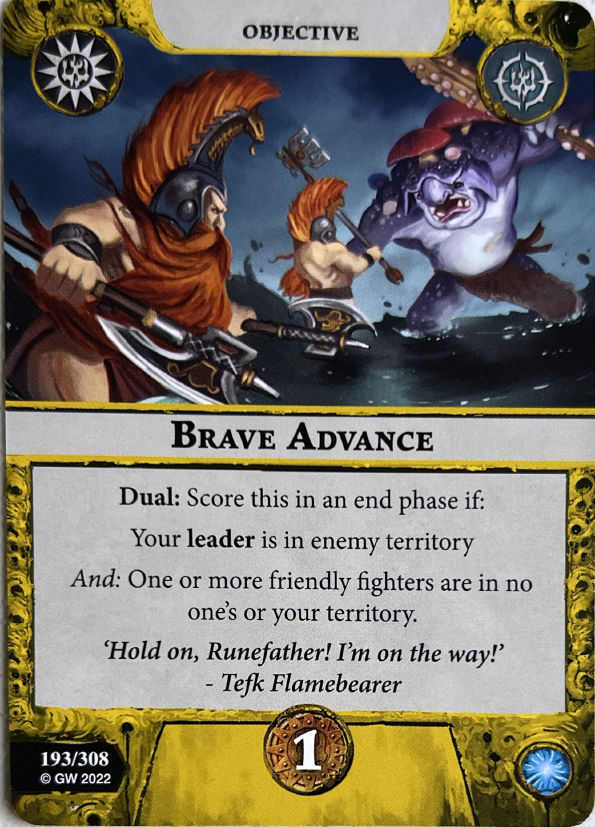 OBJECTIVE
BRAVE ADVANCE
Dual: Score this in an end phase if:
Your leader is in enemy territory
And: One or more friendly fighters are in no
one's or your territory.
‘Hold on, Runefather! I'm on the way!’
- Tefk Flamebearer
193/308
© GW 2022
1